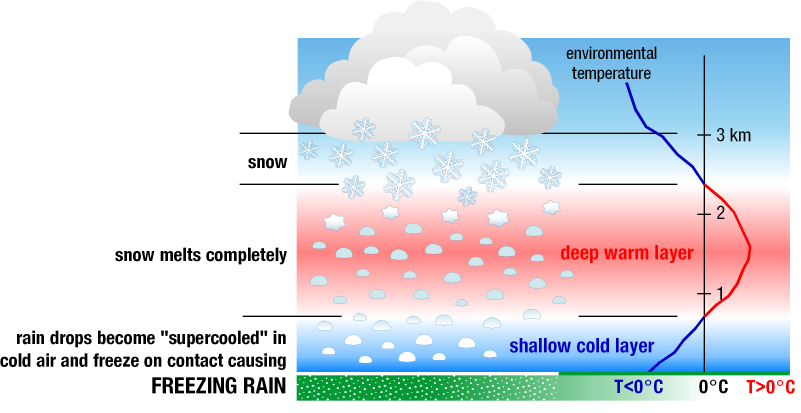 environmental
temperature
3 km
snow
2
snow melts completely
deep warm layer
1
rain drops become "supercooled" in
cold air and freeze on contact causing
shallow cold layer
FREEZING RAIN
T<0°C 0°C T>0°C